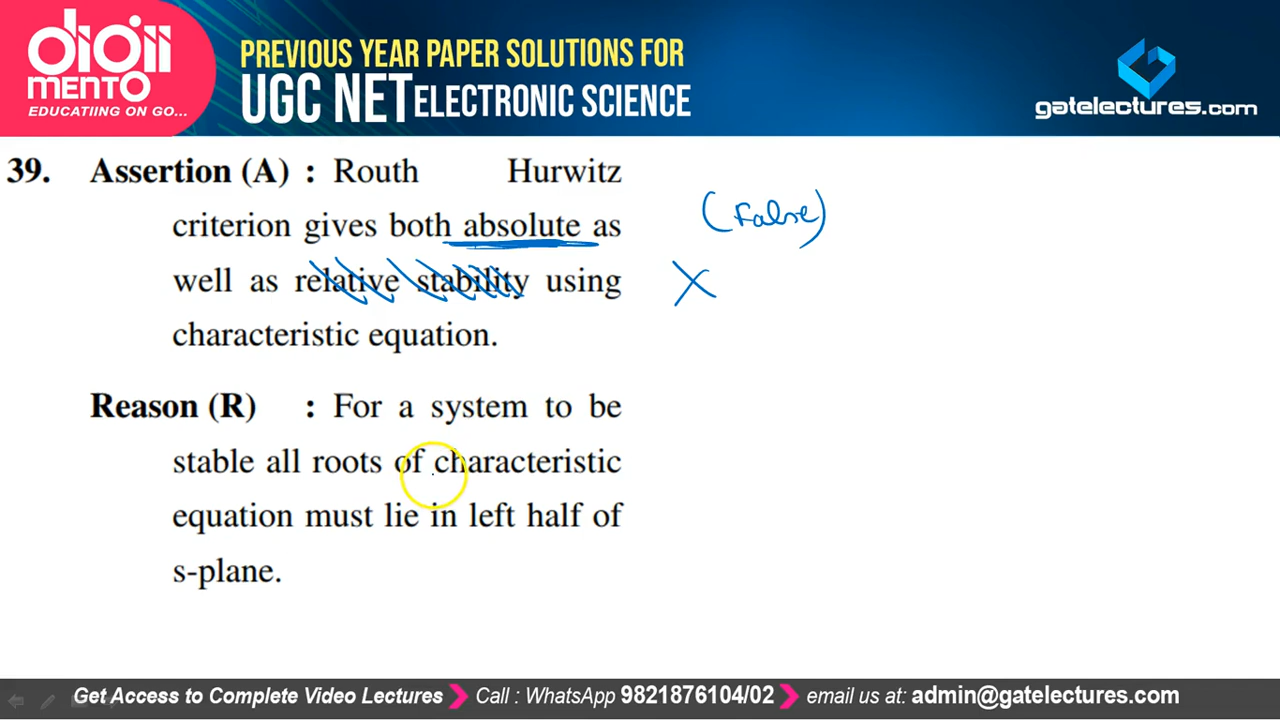 diგii
mento
EDUCATIING ON GO...
PREVIOUS YEAR PAPER SOLUTIONS FOR
UGC NET ELECTRONIC SCIENCE
gatelectures.com
39. Assertion (A) : Routh Hurwitz
criterion gives both absolute as
well as relative stability using
characteristic equation.
(False)
X
Reason (R) : For a system to be
stable all roots of characteristic
equation must lie in left half of
s-plane.
Get Access to Complete Video Lectures Call : WhatsApp 9821876104/02 email us at: admin@gatelectures.com